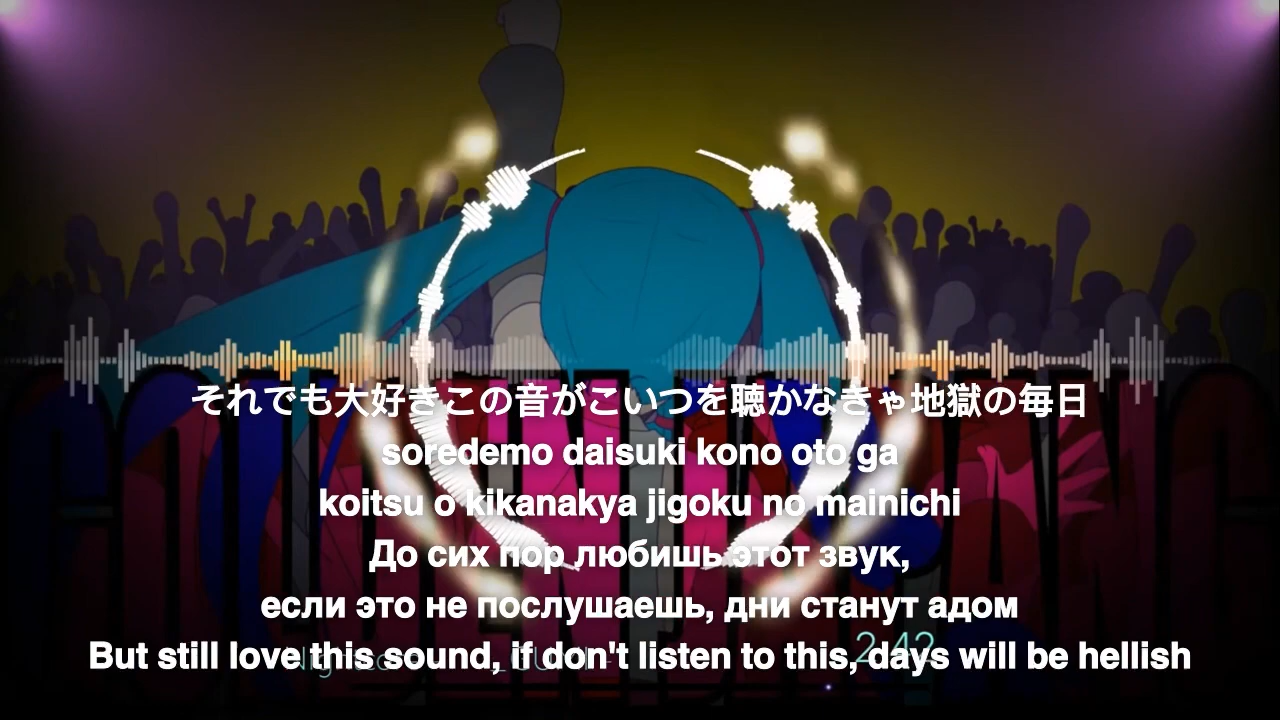 それでも大好きこの音がこいつを聴かなきゃ地獄の毎日
soredemo daisuki kono oto ga
koitsu o kikanakya jigoku no mainichi
До сих пор любишь этот звук,
если это не послушаешь, дни станут адом
2:42
But still love this sound, if don't listen to this, days will be hellish